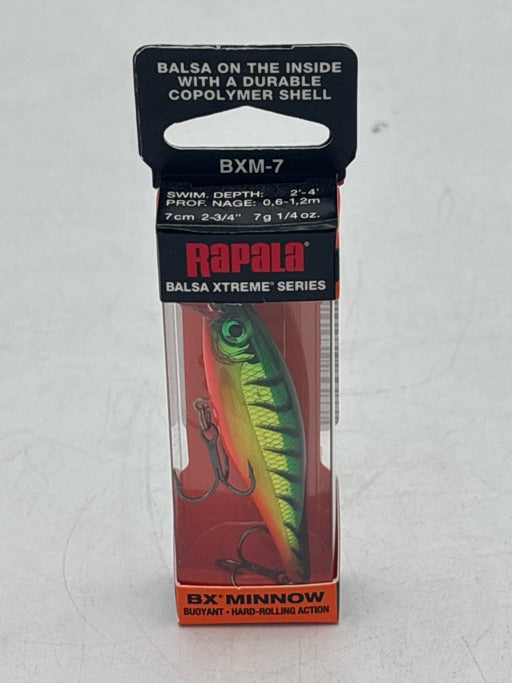 BALSA ON THE INSIDE
WITH A DURABLE
COPOLYMER SHELL
BXM-7
SWIM. DEPTH: 2'-4'
PROF. NAGE: 0,6-1,2m
7cm 2-3/4" 7g 1/4 oz.
RAPALA®
BALSA XTREME® SERIES
BX® MINNOW
BUOYANT • HARD-ROLLING ACTION